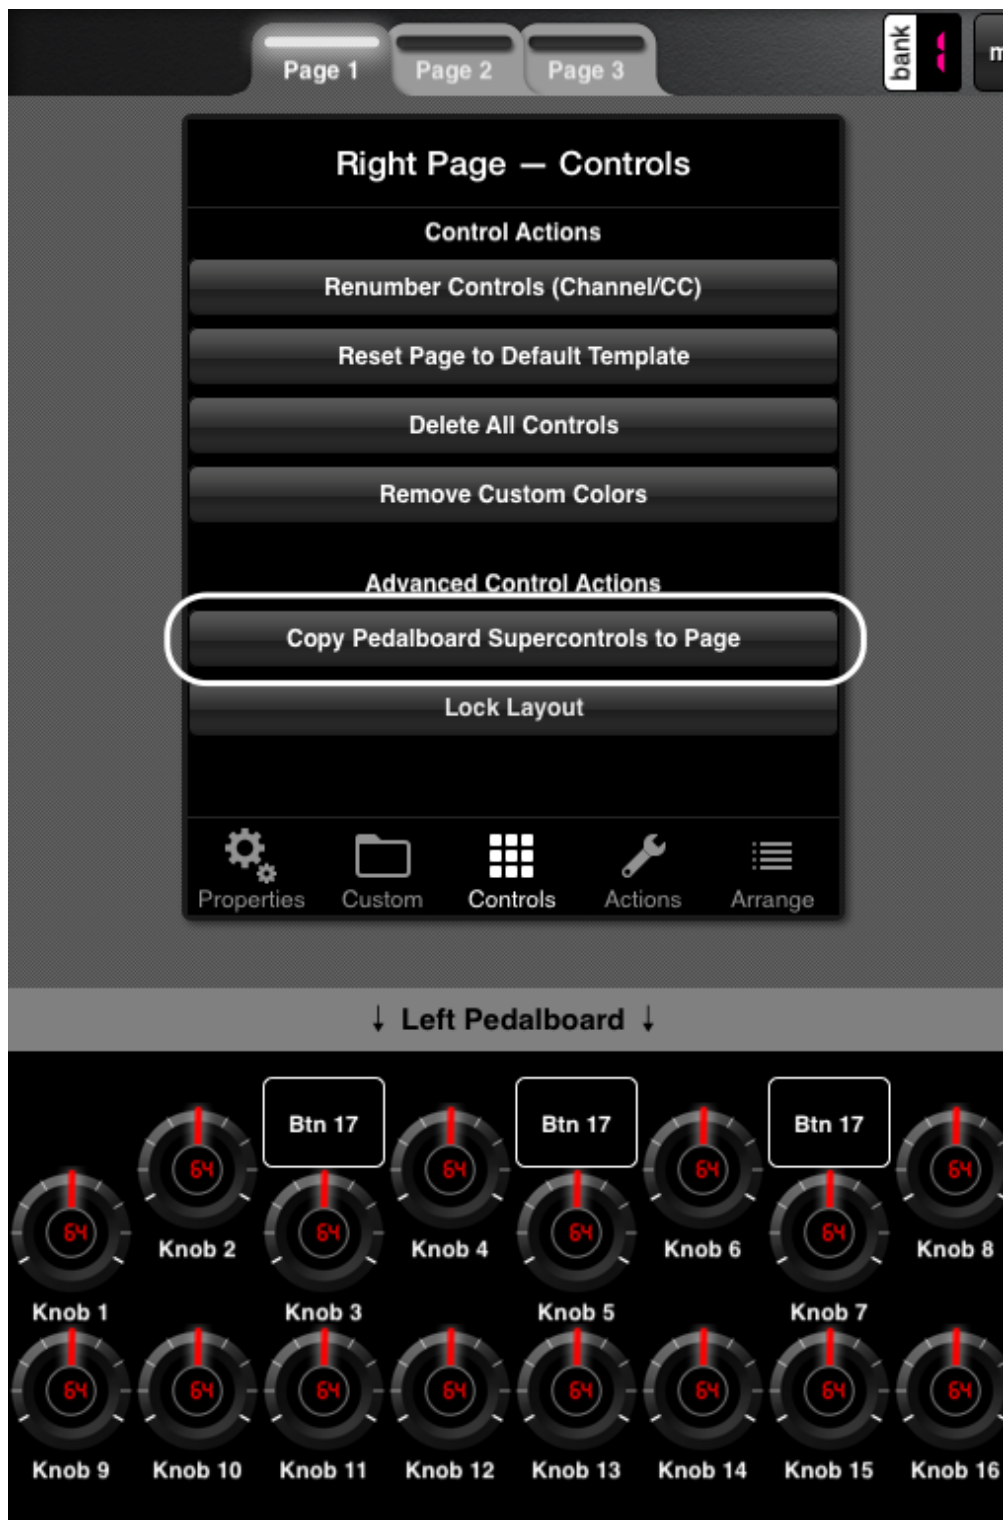 Page 1 Page 2 Page 3 bank
Right Page — Controls
Control Actions
Renumber Controls (Channel/CC)
Reset Page to Default Template
Delete All Controls
Remove Custom Colors
Advanced Control Actions
Copy Pedalboard Supercontrols to Page
Lock Layout
Properties Custom Controls Actions Arrange
↓ Left Pedalboard ↓
Btn 17 Btn 17 Btn 17
64 64 64 64
64 64 64 64
Knob 2 Knob 4 Knob 6 Knob 8
Knob 1 Knob 3 Knob 5 Knob 7
64 64 64 64 64 64 64 64
Knob 9 Knob 10 Knob 11 Knob 12 Knob 13 Knob 14 Knob 15 Knob 16